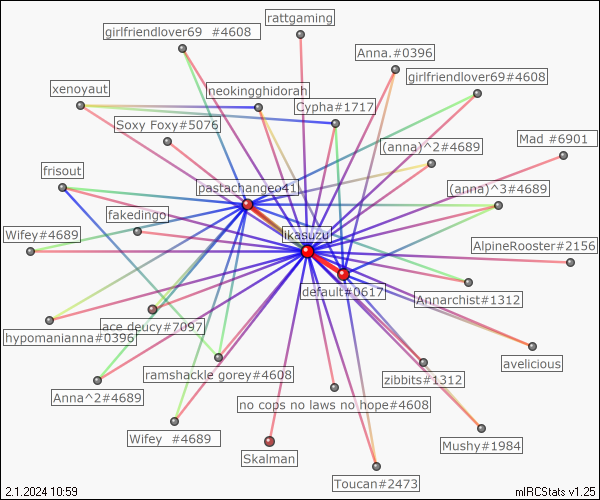 rattgaming
girlfriendlover69  #4608
Anna.#0396
girlfriendlover69#4608
xenoyaut
neokingghidorah
Cypha#1717
Soxy Foxy#5076
Mad #6901
(anna)^2#4689
frisout
pastachangeo41
(anna)^3#4689
fakedingo
Wifey#4689
likasuzu
AlpineRooster#2156
default#0617
Annarchist#1312
ace deucy#7097
hypomanianna#0396
avelicious
ramshackle gorey#4608
zibbits#1312
Anna^2#4689
no cops no laws no hope#4608
Wifey  #4689
Mushy#1984
Skalman
Toucan#2473
2.1.2024 10:59
mIRCStats v1.25